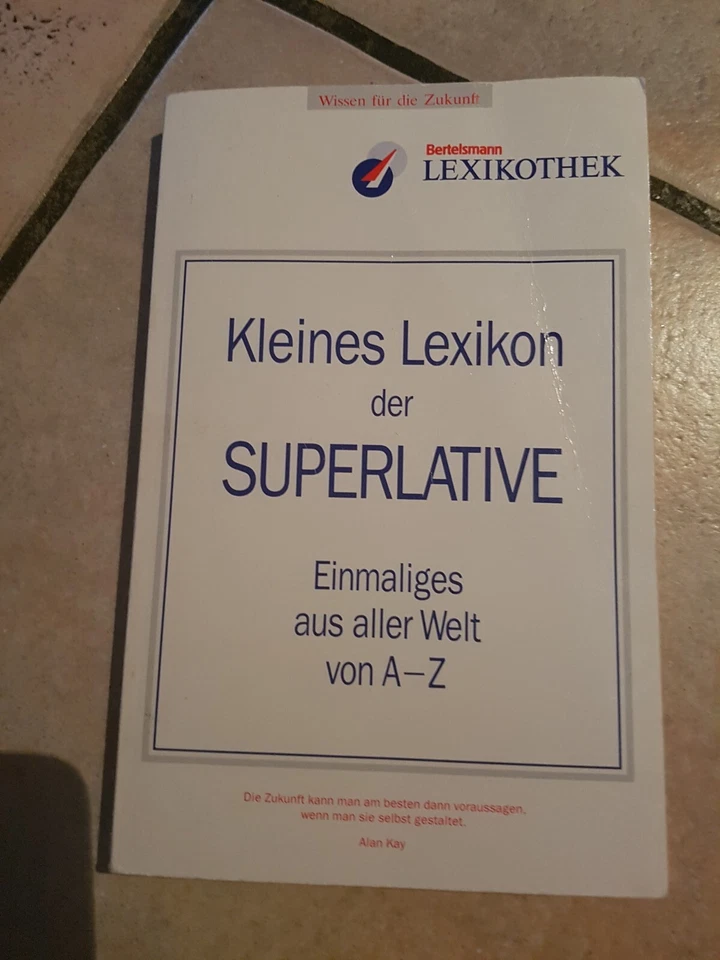 Wissen für die Zukunft
Bertelsmann
LEXIKOTHEK
Kleines Lexikon
der
SUPERLATIVE
Einmaliges
aus aller Welt
von A–Z
Die Zukunft kann man am besten dann voraussagen,
wenn man sie selbst gestaltet.
Alan Kay